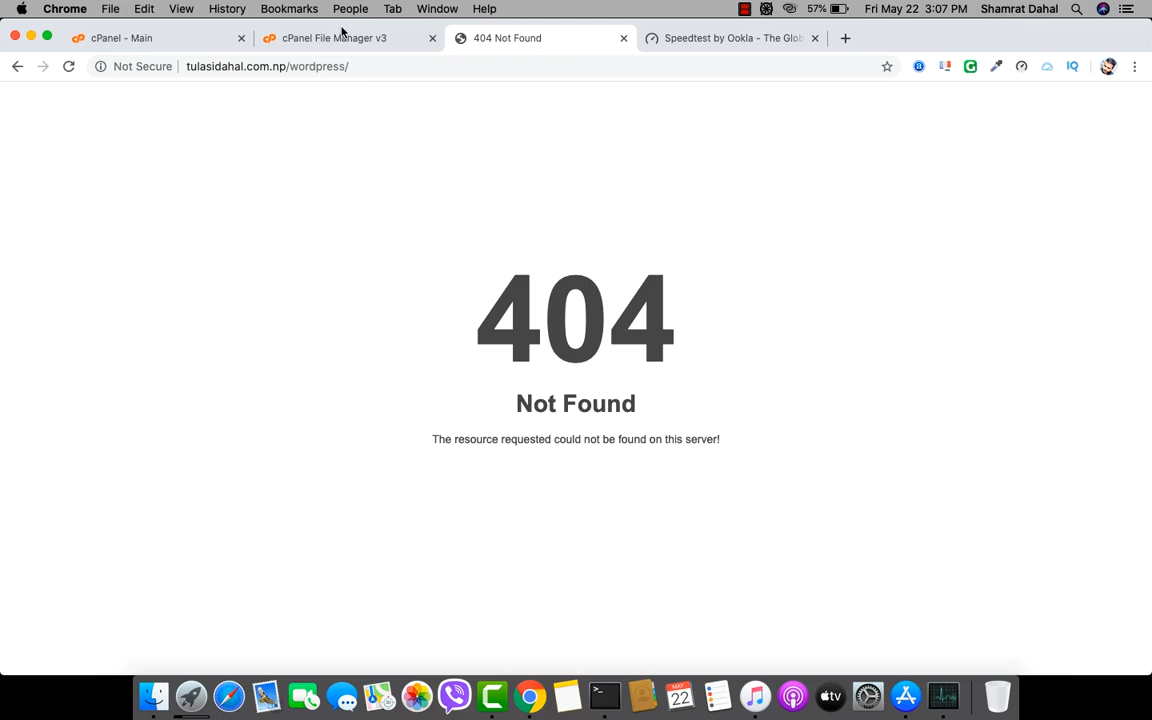 Chrome File Edit View History Bookmarks People Tab Window Help 57% Fri May 22 3:07 PM Shamrat Dahal
cPanel - Main cPanel File Manager v3 404 Not Found Speedtest by Ookla - The Glob
Not Secure tulasidahal.com.np/wordpress/ IQ
404
Not Found
The resource requested could not be found on this server!
MAY
22
tv